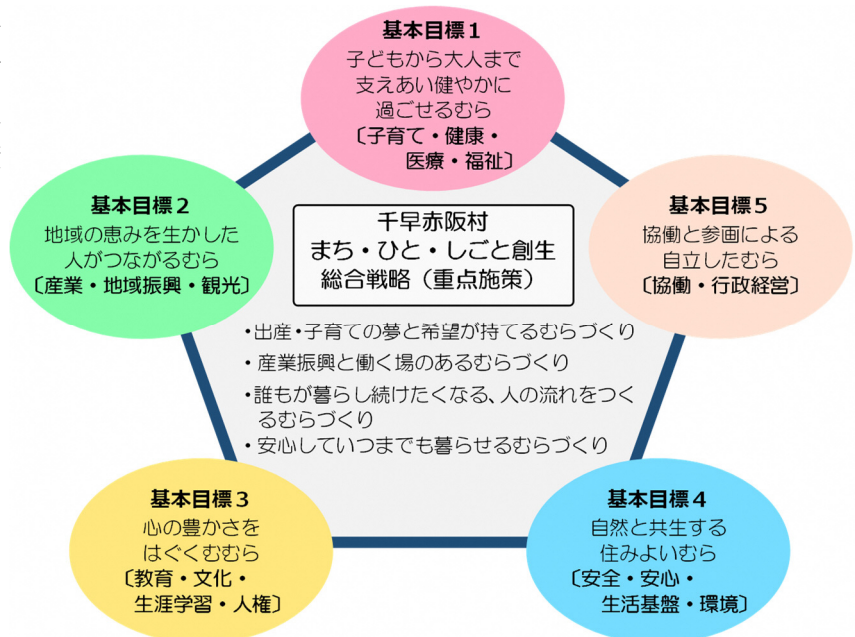 基本目標1
子どもから大人まで
支えあい健やかに
過ごせるむら
〔子育て・健康・
医療・福祉〕
基本目標2
地域の恵みを生かした
人がつながるむら
〔産業・地域振興・観光〕
基本目標5
協働と参画による
自立したむら
〔協働・行政経営〕
千早赤阪村
まち・ひと・しごと創生
総合戦略（重点施策）
・出産・子育ての夢と希望が持てるむらづくり
・産業振興と働く場のあるむらづくり
・誰もが暮らし続けたくなる、人の流れをつく
るむらづくり
・安心していつまでも暮らせるむらづくり
基本目標3
心の豊かさを
はぐくむむら
〔教育・文化・
生涯学習・人権〕
基本目標4
自然と共生する
住みよいむら
〔安全・安心・
生活基盤・環境〕